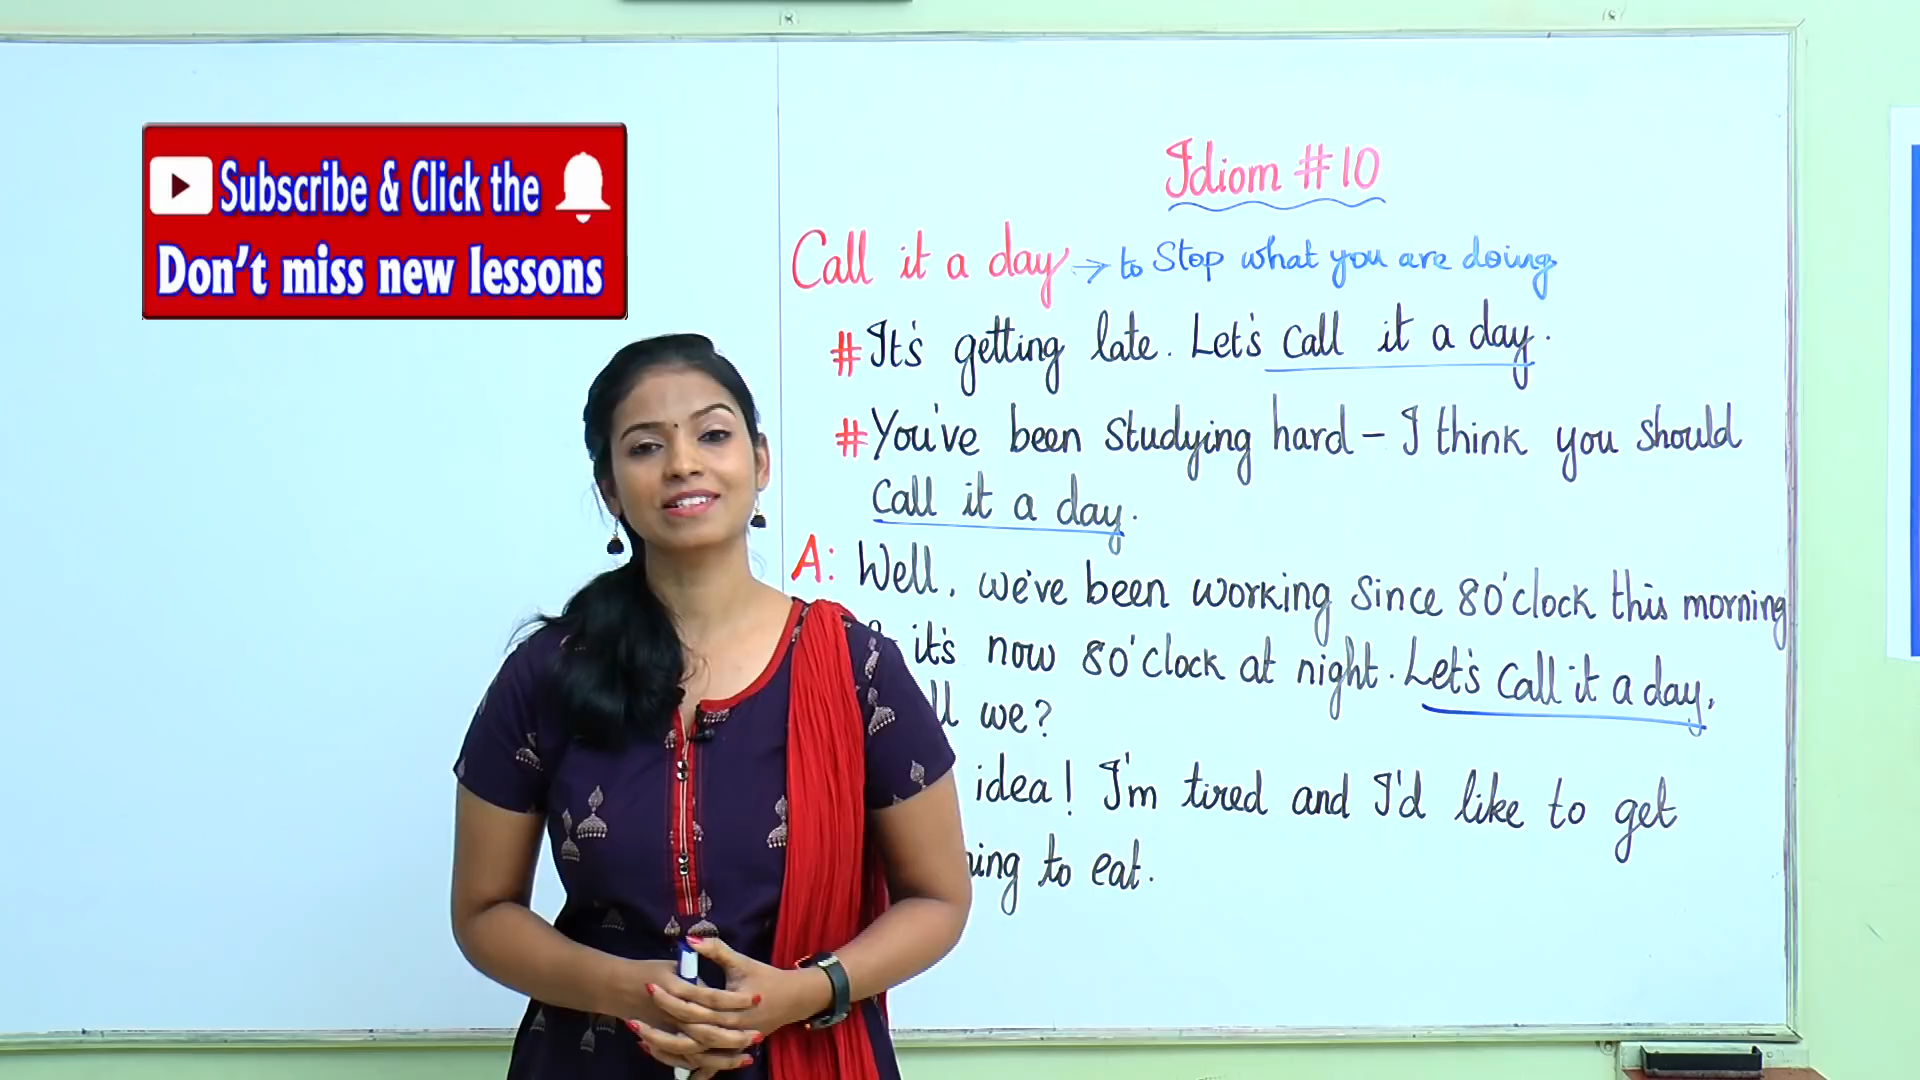 Subscribe & Click the
Don't miss new lessons
Idiom #10
Call it a day → to Stop what you are doing
# It's getting late. Let's call it a day.
# You've been studying hard – I think you should
call it a day.
A: Well, we've been working since 80'clock this morning
it's now 80'clock at night. Let's call it a day,
we?
idea! I'm tired and I'd like to get
to eat.